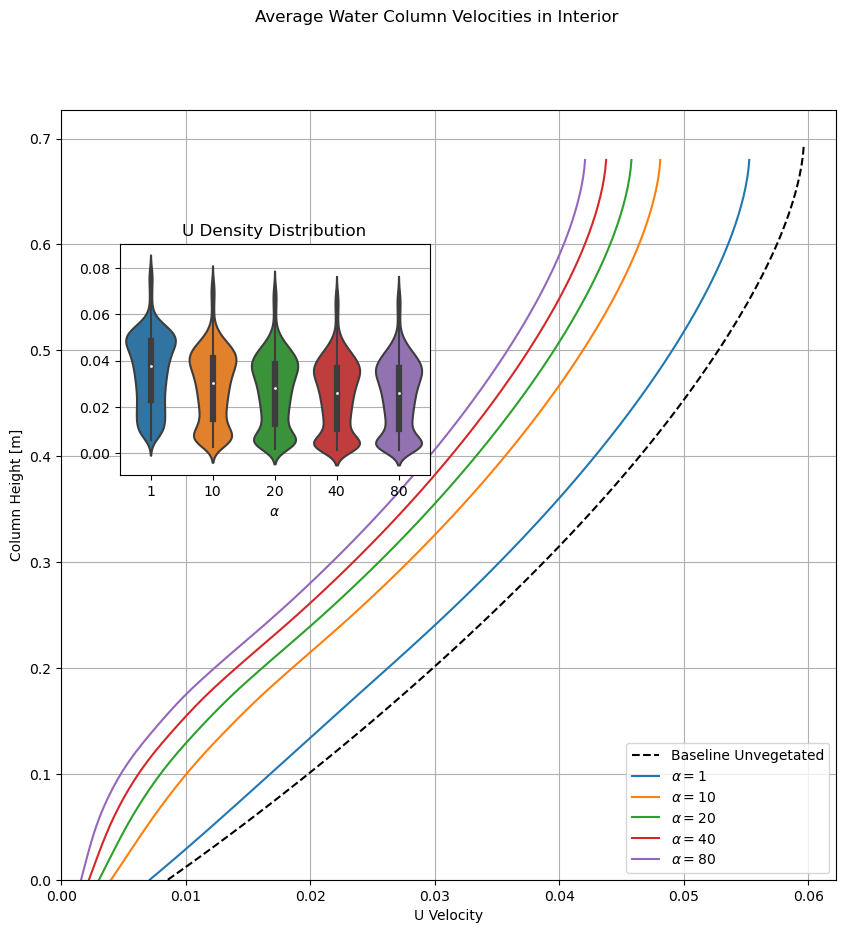 Average Water Column Velocities in Interior
0.7
0.6
0.5
0.4
0.3
0.2
0.1
0.0
Column Height [m]
0.00 0.01 0.02 0.03 0.04 0.05 0.06
U Velocity
U Density Distribution
0.08
0.06
0.04
0.02
0.00
1 10 20 40 80
α
Baseline Unvegetated
α = 1
α = 10
α = 20
α = 40
α = 80